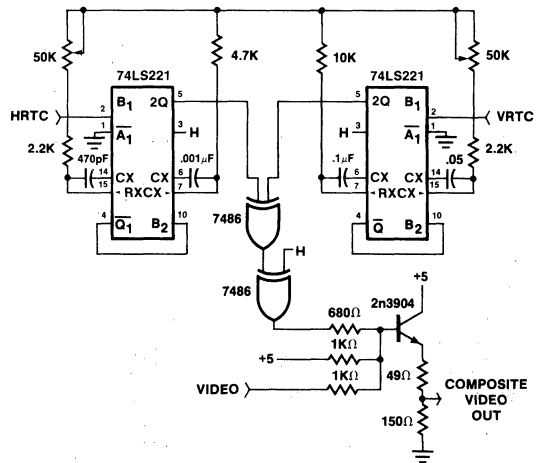 50K
4.7K
10K
50K
74LS221
74LS221
HRTC
2
B1
2Q
5
5
2Q
B1
2
VRTC
1
A1
3
H
H
3
A1
1
2.2K
470pF
14
CX
CX
6
.001µF
.1µF
6
CX
CX
14
.05
2.2K
15
RXCX
7
7
RXCX
15
4
Q1
B2
10
4
Q
B2
10
7486
7486
H
+5
680Ω
2n3904
+5
1KΩ
VIDEO
1KΩ
49Ω
150Ω
COMPOSITE
VIDEO
OUT